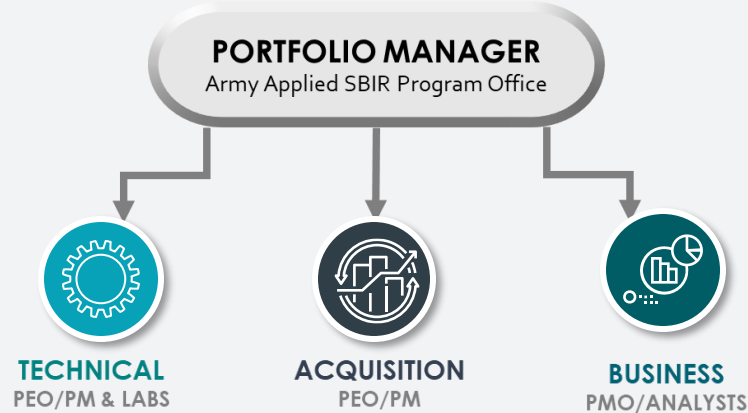 PORTFOLIO MANAGER
Army Applied SBIR Program Office
TECHNICAL
PEO/PM & LABS
ACQUISITION
PEO/PM
BUSINESS
PMO/ANALYSTS